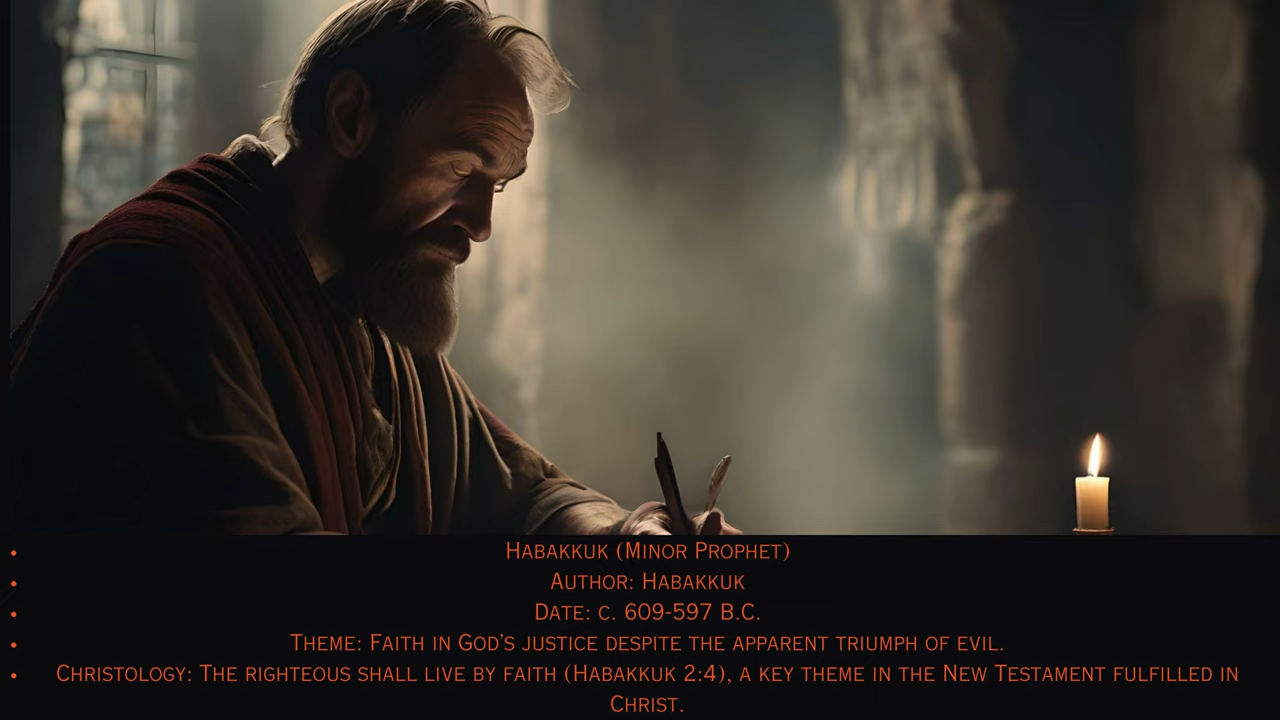 • Habakkuk (Minor Prophet)
• Author: Habakkuk
• Date: c. 609-597 B.C.
• Theme: Faith in God's justice despite the apparent triumph of evil.
• Christology: The righteous shall live by faith (Habakkuk 2:4), a key theme in the New Testament fulfilled in
Christ.